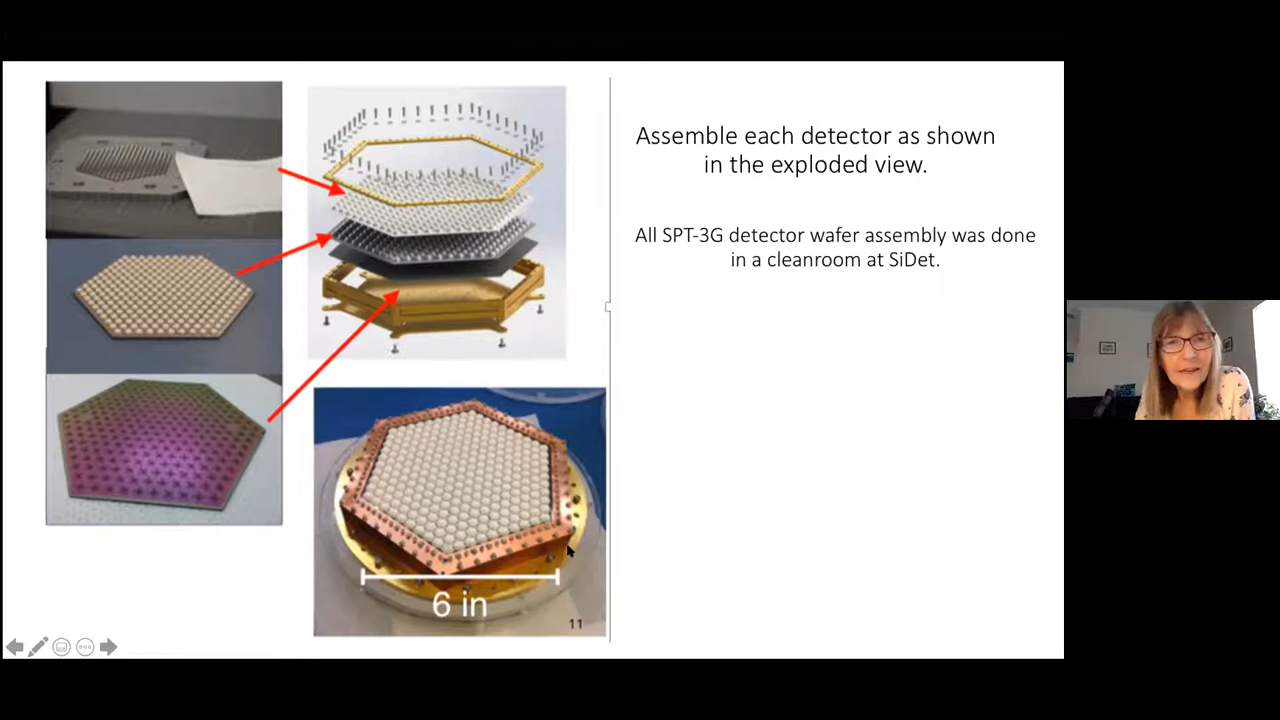 Assemble each detector as shown
in the exploded view.
All SPT-3G detector wafer assembly was done
in a cleanroom at SiDet.
6 in
11